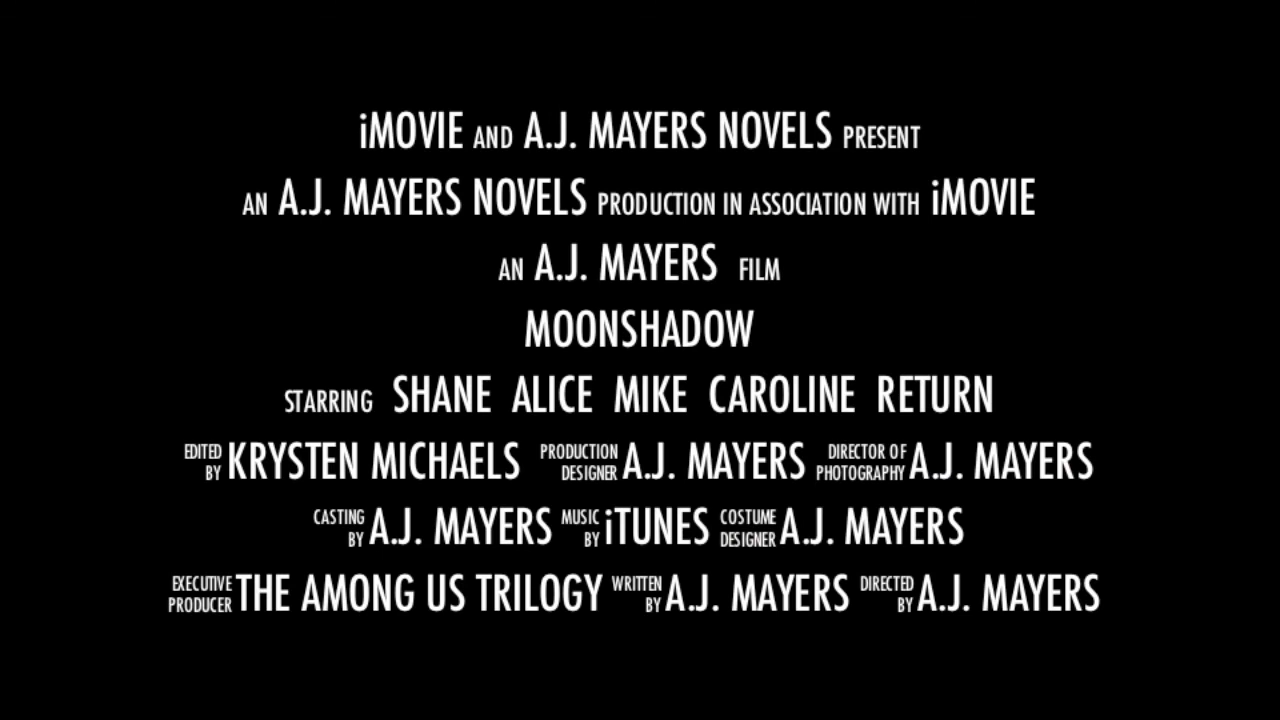 iMOVIE AND A.J. MAYERS NOVELS PRESENT
AN A.J. MAYERS NOVELS PRODUCTION IN ASSOCIATION WITH iMOVIE
AN A.J. MAYERS FILM
MOONSHADOW
STARRING SHANE ALICE MIKE CAROLINE RETURN
EDITED BY KRYSTEN MICHAELS PRODUCTION DESIGNER A.J. MAYERS DIRECTOR OF PHOTOGRAPHY A.J. MAYERS
CASTING BY A.J. MAYERS MUSIC BY iTUNES COSTUME DESIGNER A.J. MAYERS
EXECUTIVE PRODUCER THE AMONG US TRILOGY WRITTEN BY A.J. MAYERS DIRECTED BY A.J. MAYERS